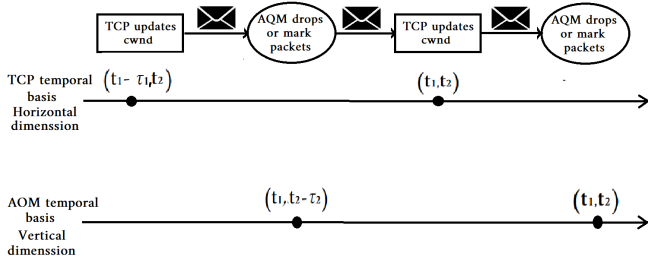 TCP updates
cwnd
AQM drops
or mark
packets
TCP updates
cwnd
AQM drops
or mark
packets
TCP temporal
basis
Horizontal
dimenssion
(t1 - τ1,t2)
(t1,t2)
AOM temporal
basis
Vertical
dimenssion
(t1,t2 - τ2)
(t1,t2)